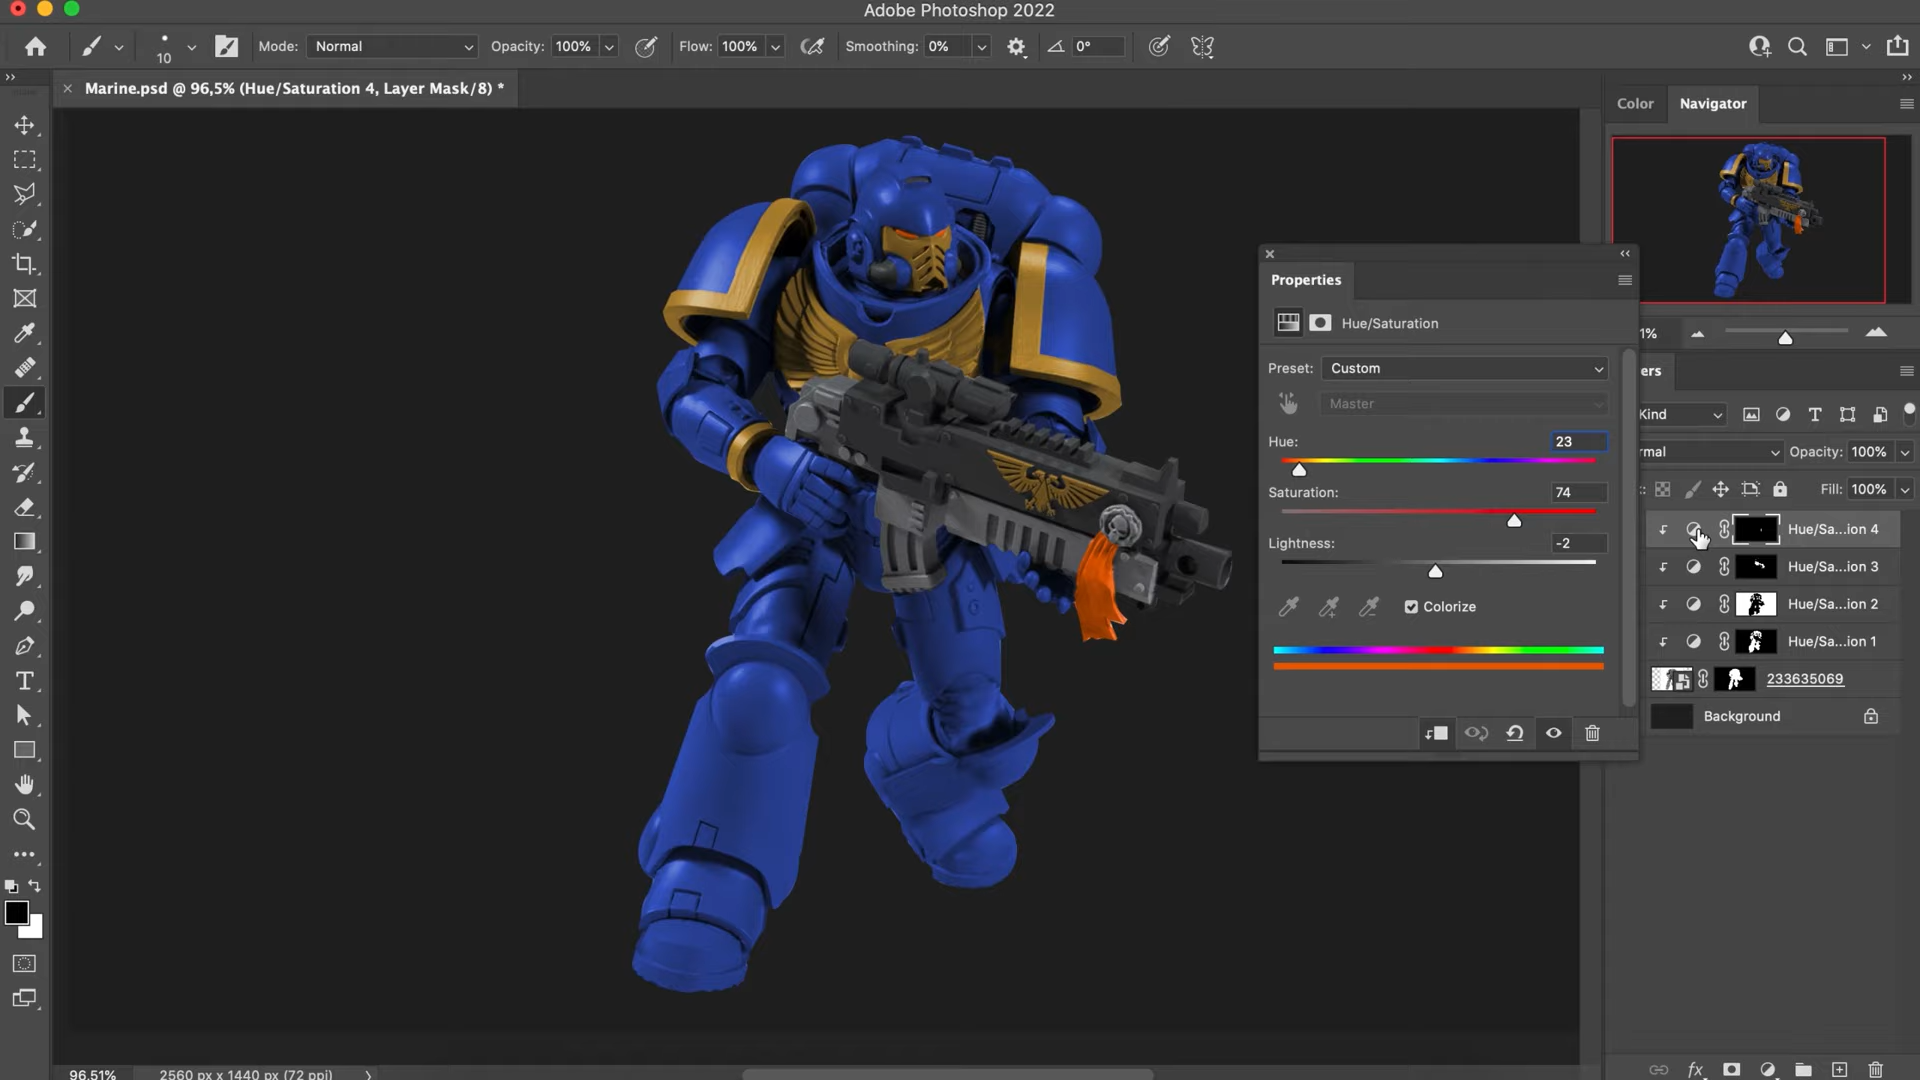 Adobe Photoshop 2022
10
Mode: Normal
Opacity: 100%
Flow: 100%
Smoothing: 0%
0°
Marine.psd @ 96,5% (Hue/Saturation 4, Layer Mask/8) *
Color
Navigator
Properties
Hue/Saturation
Preset: Custom
Master
Hue: 23
Saturation: 74
Lightness: -2
Colorize
1%
ers
Kind
rmal
Opacity: 100%
Fill: 100%
Hue/Sa...ion 4
Hue/Sa...ion 3
Hue/Sa...ion 2
Hue/Sa...ion 1
233635069
Background
96,51%
2560 px x 1440 px (72 ppi)